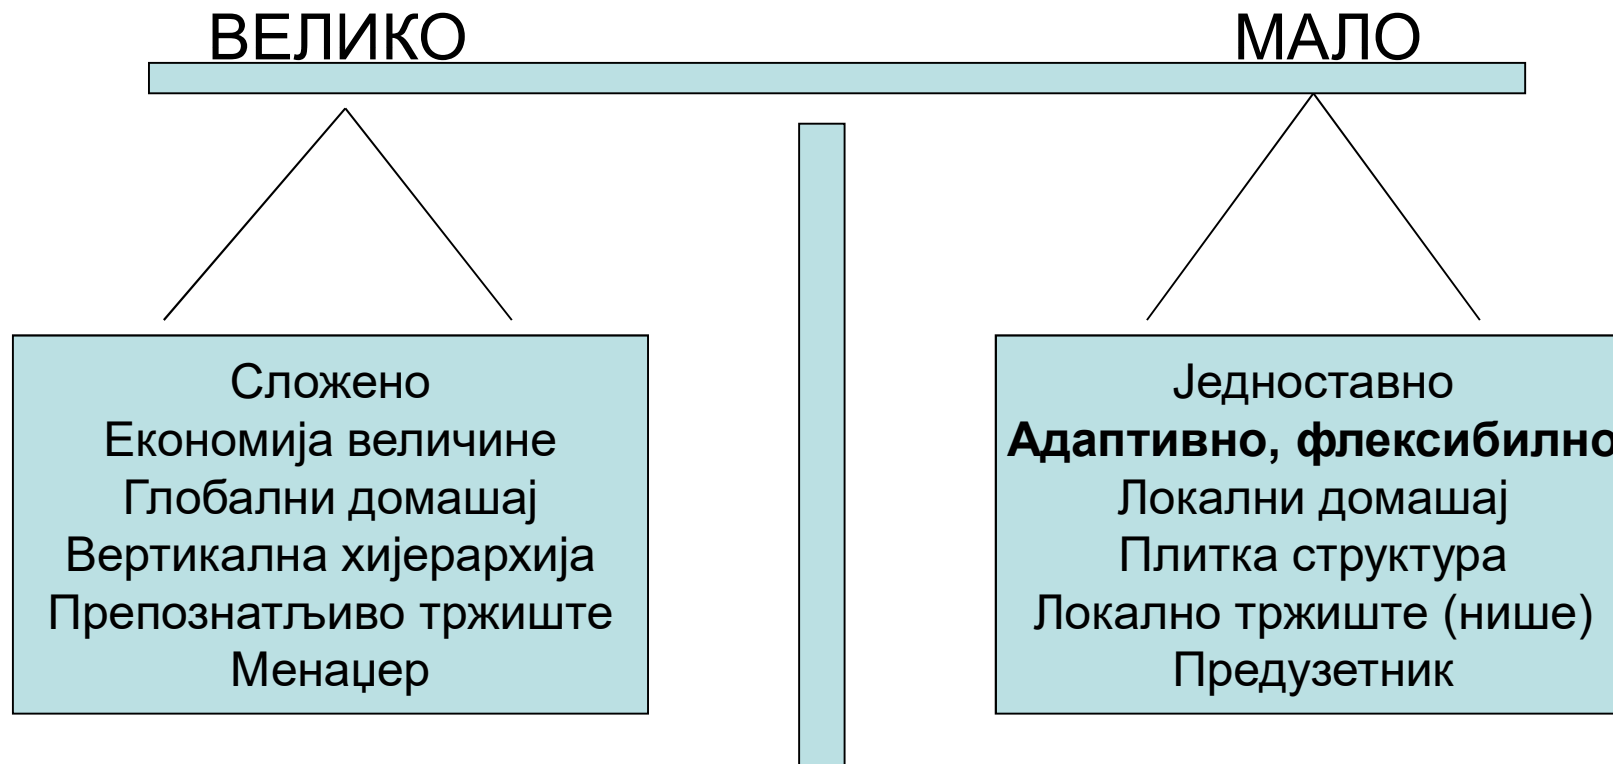 ВЕЛИКО
МАЛО
Сложено
Економија величине
Глобални домашај
Вертикална хијерархија
Препознатљиво тржиште
Менаџер
Једноставно
Адаптивно, флексибилно
Локални домашај
Плитка структура
Локално тржиште (нише)
Предузетник